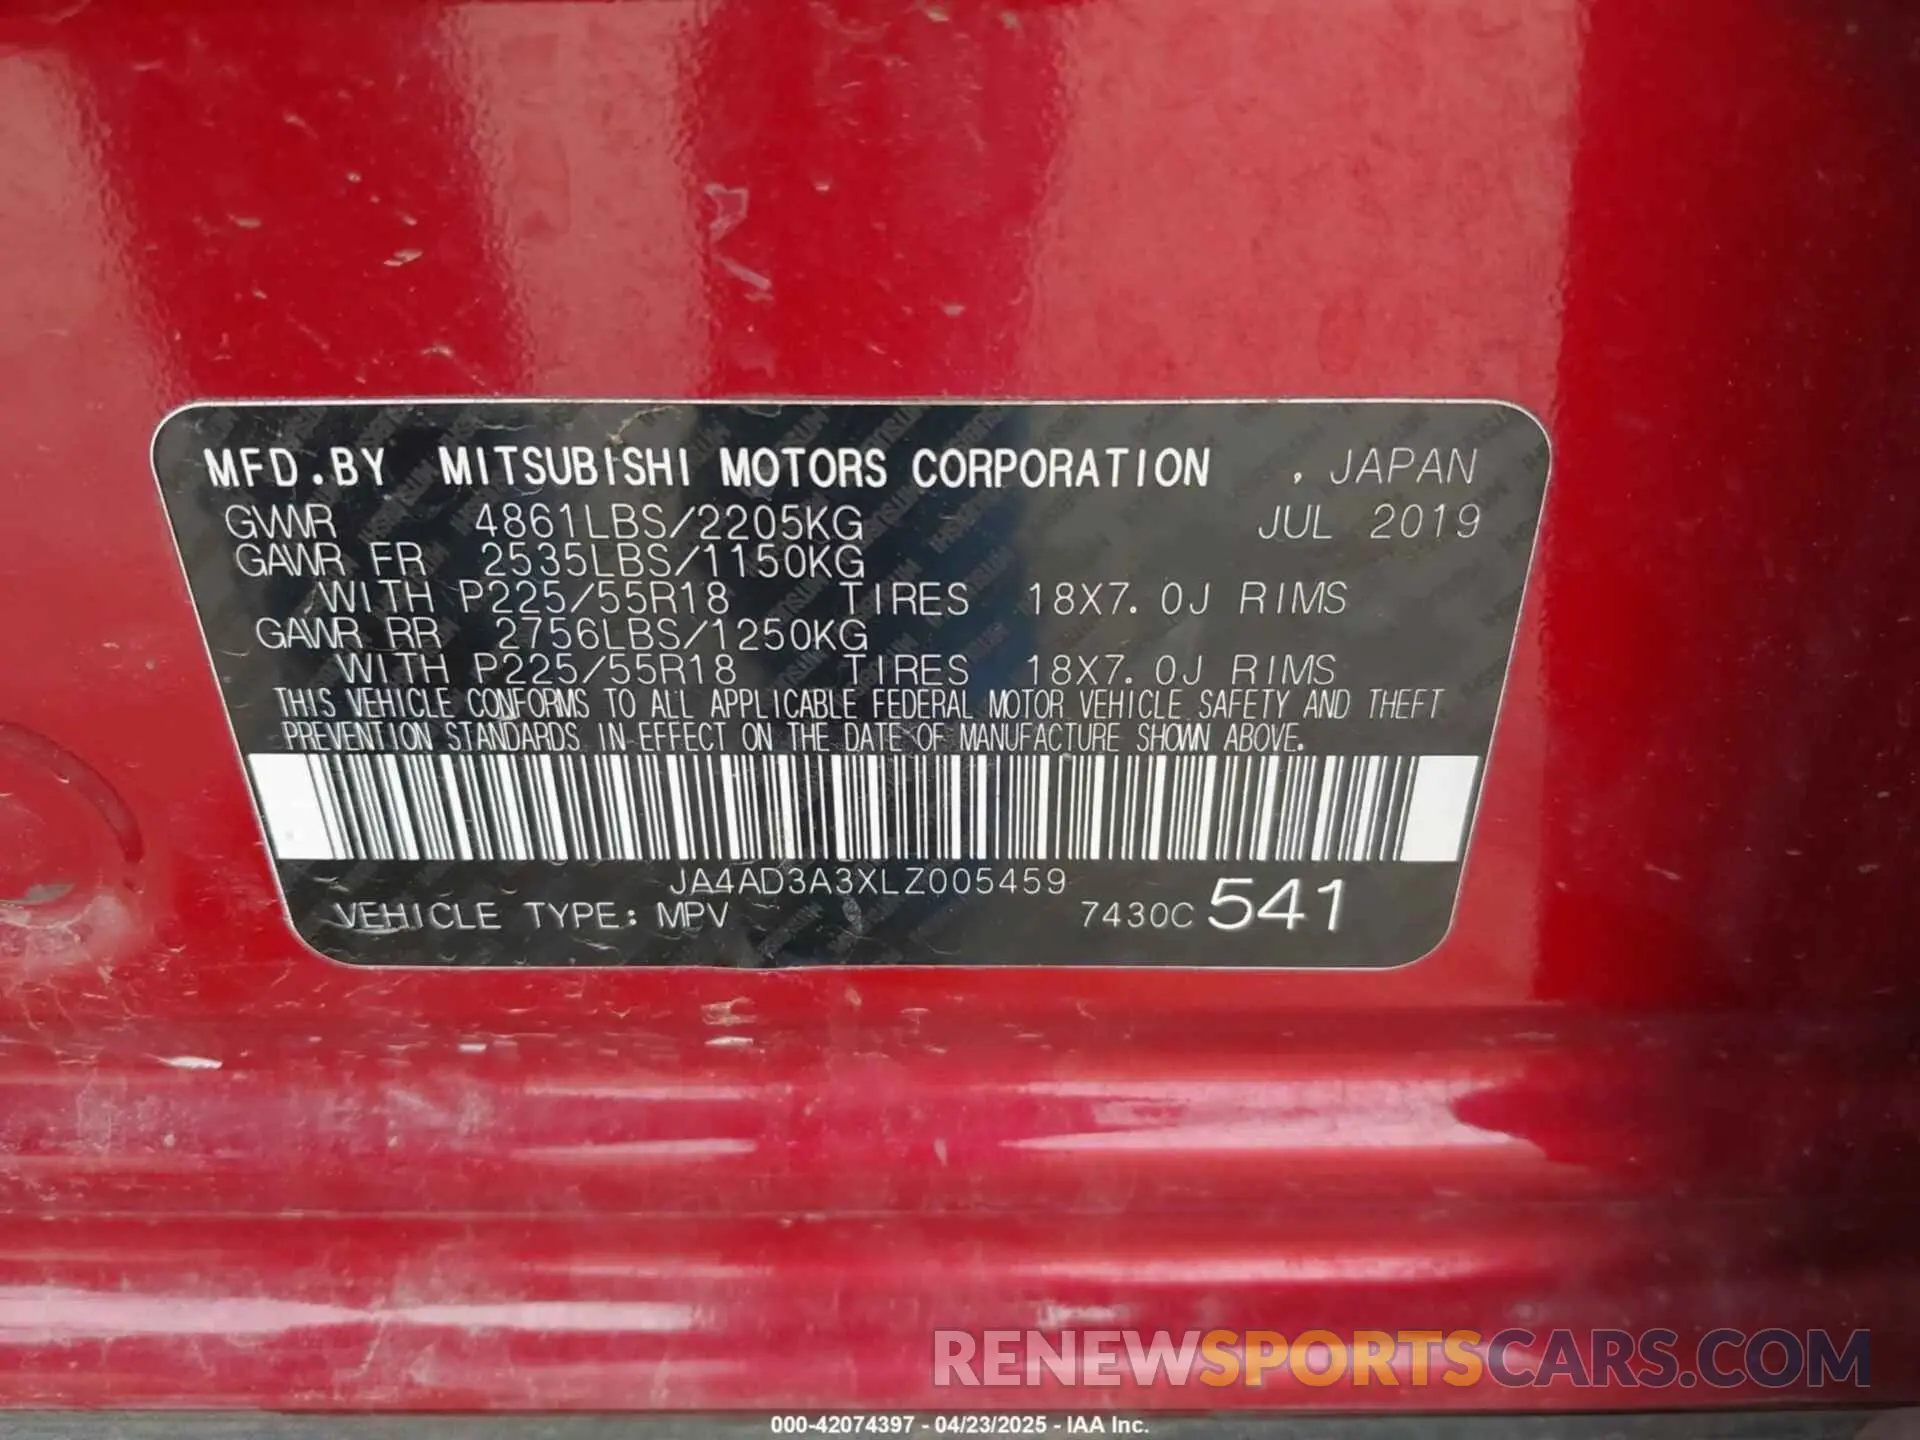 MFD.BY MITSUBISHI MOTORS CORPORATION , JAPAN
GVWR 4861LBS/2205KG JUL 2019
GAWR FR 2535LBS/1150KG
WITH P225/55R18 TIRES 18X7.0J RIMS
GAWR RR 2756LBS/1250KG
WITH P225/55R18 TIRES 18X7.0J RIMS
THIS VEHICLE CONFORMS TO ALL APPLICABLE FEDERAL MOTOR VEHICLE SAFETY AND THEFT
PREVENTION STANDARDS IN EFFECT ON THE DATE OF MANUFACTURE SHOWN ABOVE.
JA4AD3A3XLZ005459
VEHICLE TYPE: MPV 7430C 541
RENEWSPORTSCARS.COM
000-42074397 - 04/23/2025 - IAA Inc.